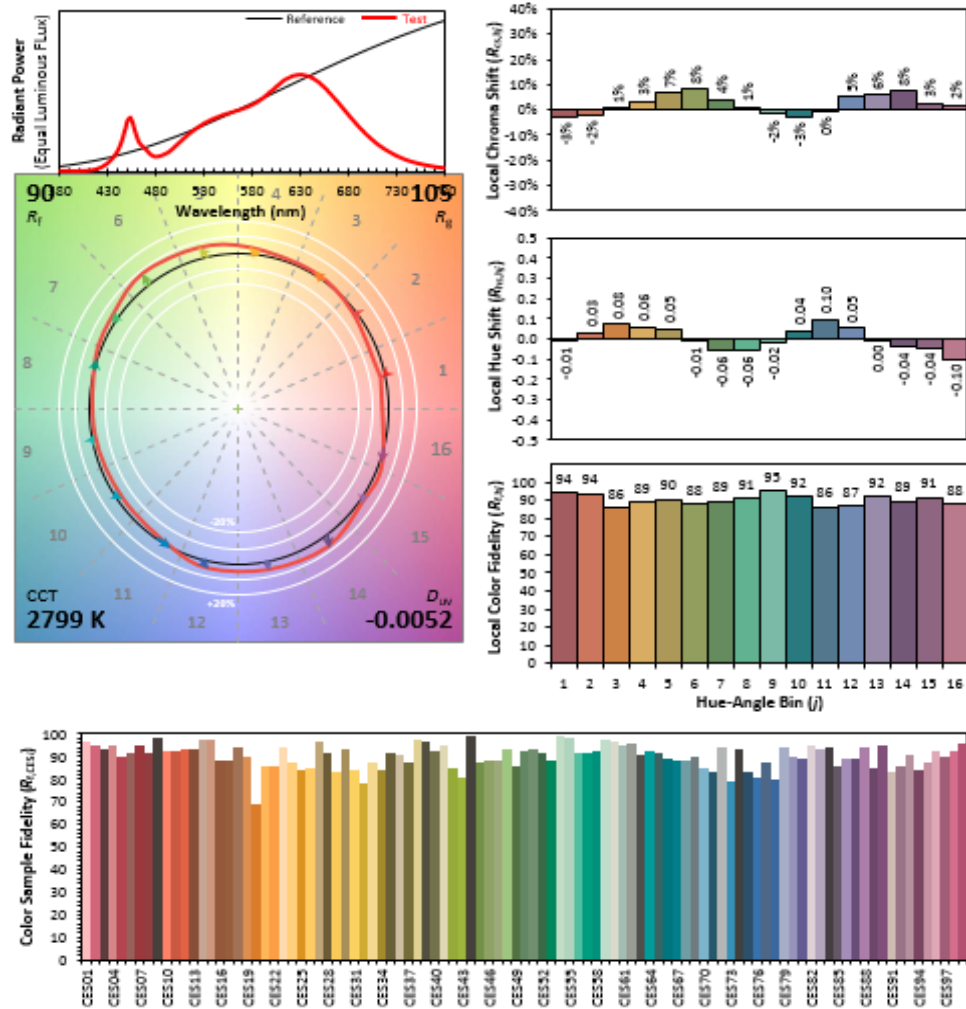 Reference
Test
Radiant Power
(Equal Luminous FLux)
430 480 530 580 630 680 730
Wavelength (nm)
90
Rf
105
Rg
4
3
2
1
16
15
14
13
12
11
10
9
8
7
6
-20%
+20%
CCT
2799 K
Duv
-0.0052
Local Chroma Shift (Rcs,hj)
40%
30%
20%
10%
0%
-10%
-20%
-30%
-40%
-3% -2% 1% 3% 7% 8% 4% 1% -2% -3% 0% 5% 6% 8% 3% 2%
Local Hue Shift (Rhs,hj)
0.5
0.4
0.3
0.2
0.1
0.0
-0.1
-0.2
-0.3
-0.4
-0.5
-0.01 0.03 0.08 0.06 0.05 -0.01 -0.06 -0.06 -0.02 0.04 0.10 0.05 0.00 -0.04 -0.04 -0.10
Local Color Fidelity (Rf,hj)
100
90
80
70
60
50
40
30
20
10
0
94 94 86 89 90 88 89 91 95 92 86 87 92 89 91 88
1 2 3 4 5 6 7 8 9 10 11 12 13 14 15 16
Hue-Angle Bin (j)
Color Sample Fidelity (Rf,CESi)
100
90
80
70
60
50
40
30
20
10
0
CES01 CES04 CES07 CES10 CES13 CES16 CES19 CES22 CES25 CES28 CES31 CES34 CES37 CES40 CES43 CES46 CES49 CES52 CES55 CES58 CES61 CES64 CES67 CES70 CES73 CES76 CES79 CES82 CES85 CES88 CES91 CES94 CES97